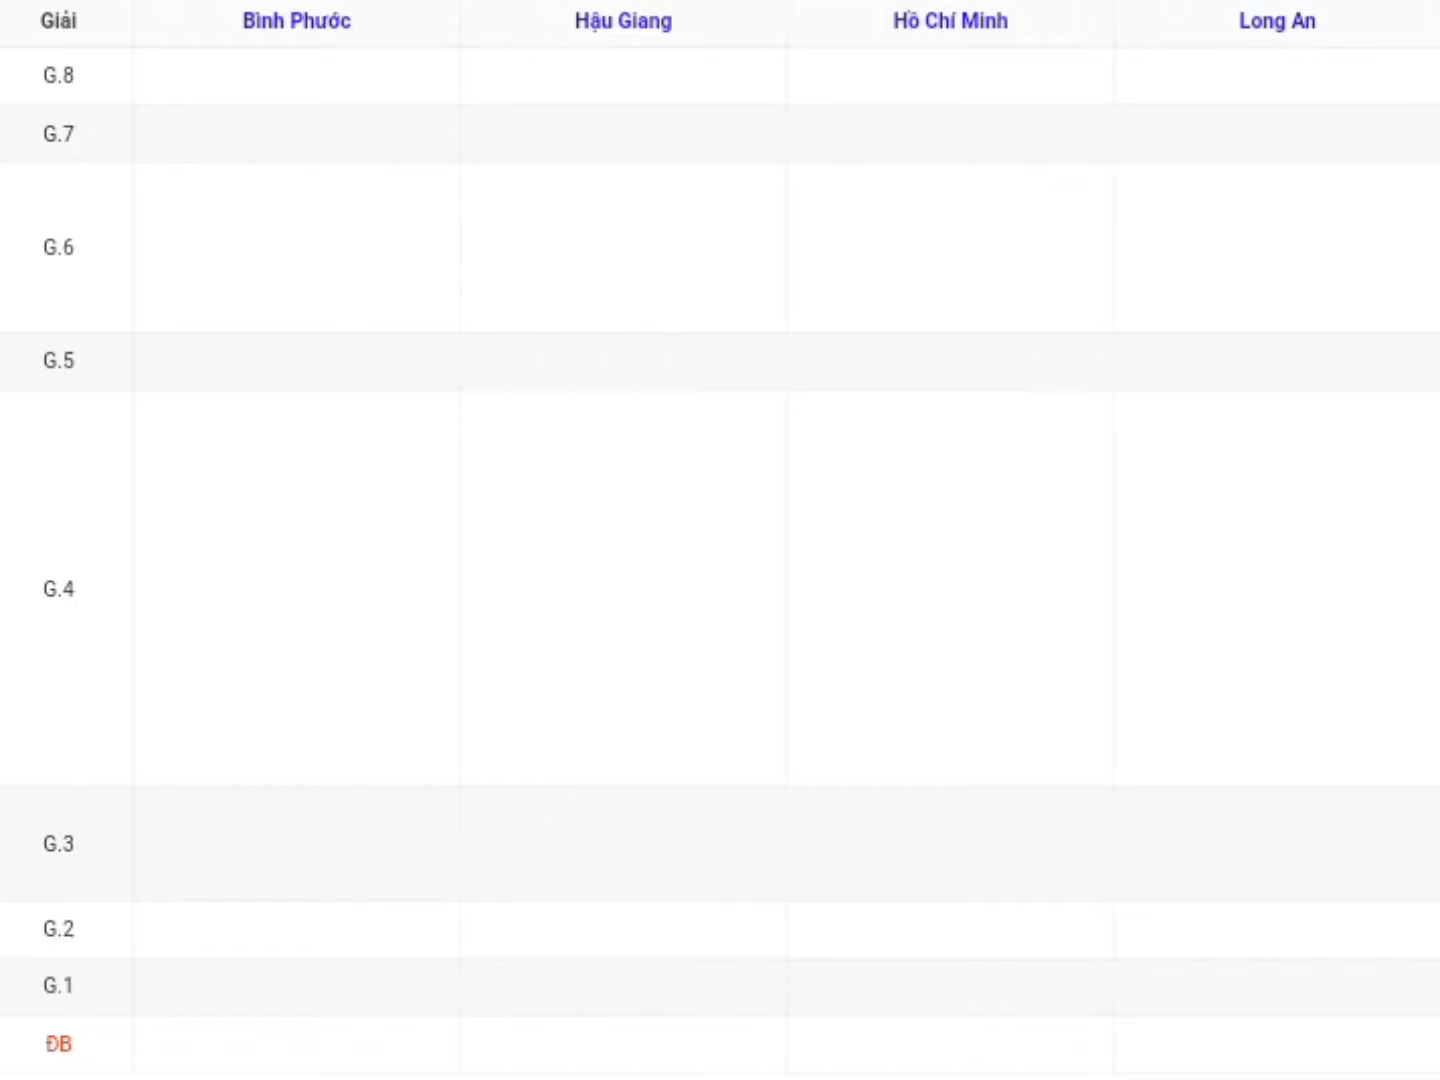 Giải Bình Phước Hậu Giang Hồ Chí Minh Long An
G.8
G.7
G.6
G.5
G.4
G.3
G.2
G.1
ĐB